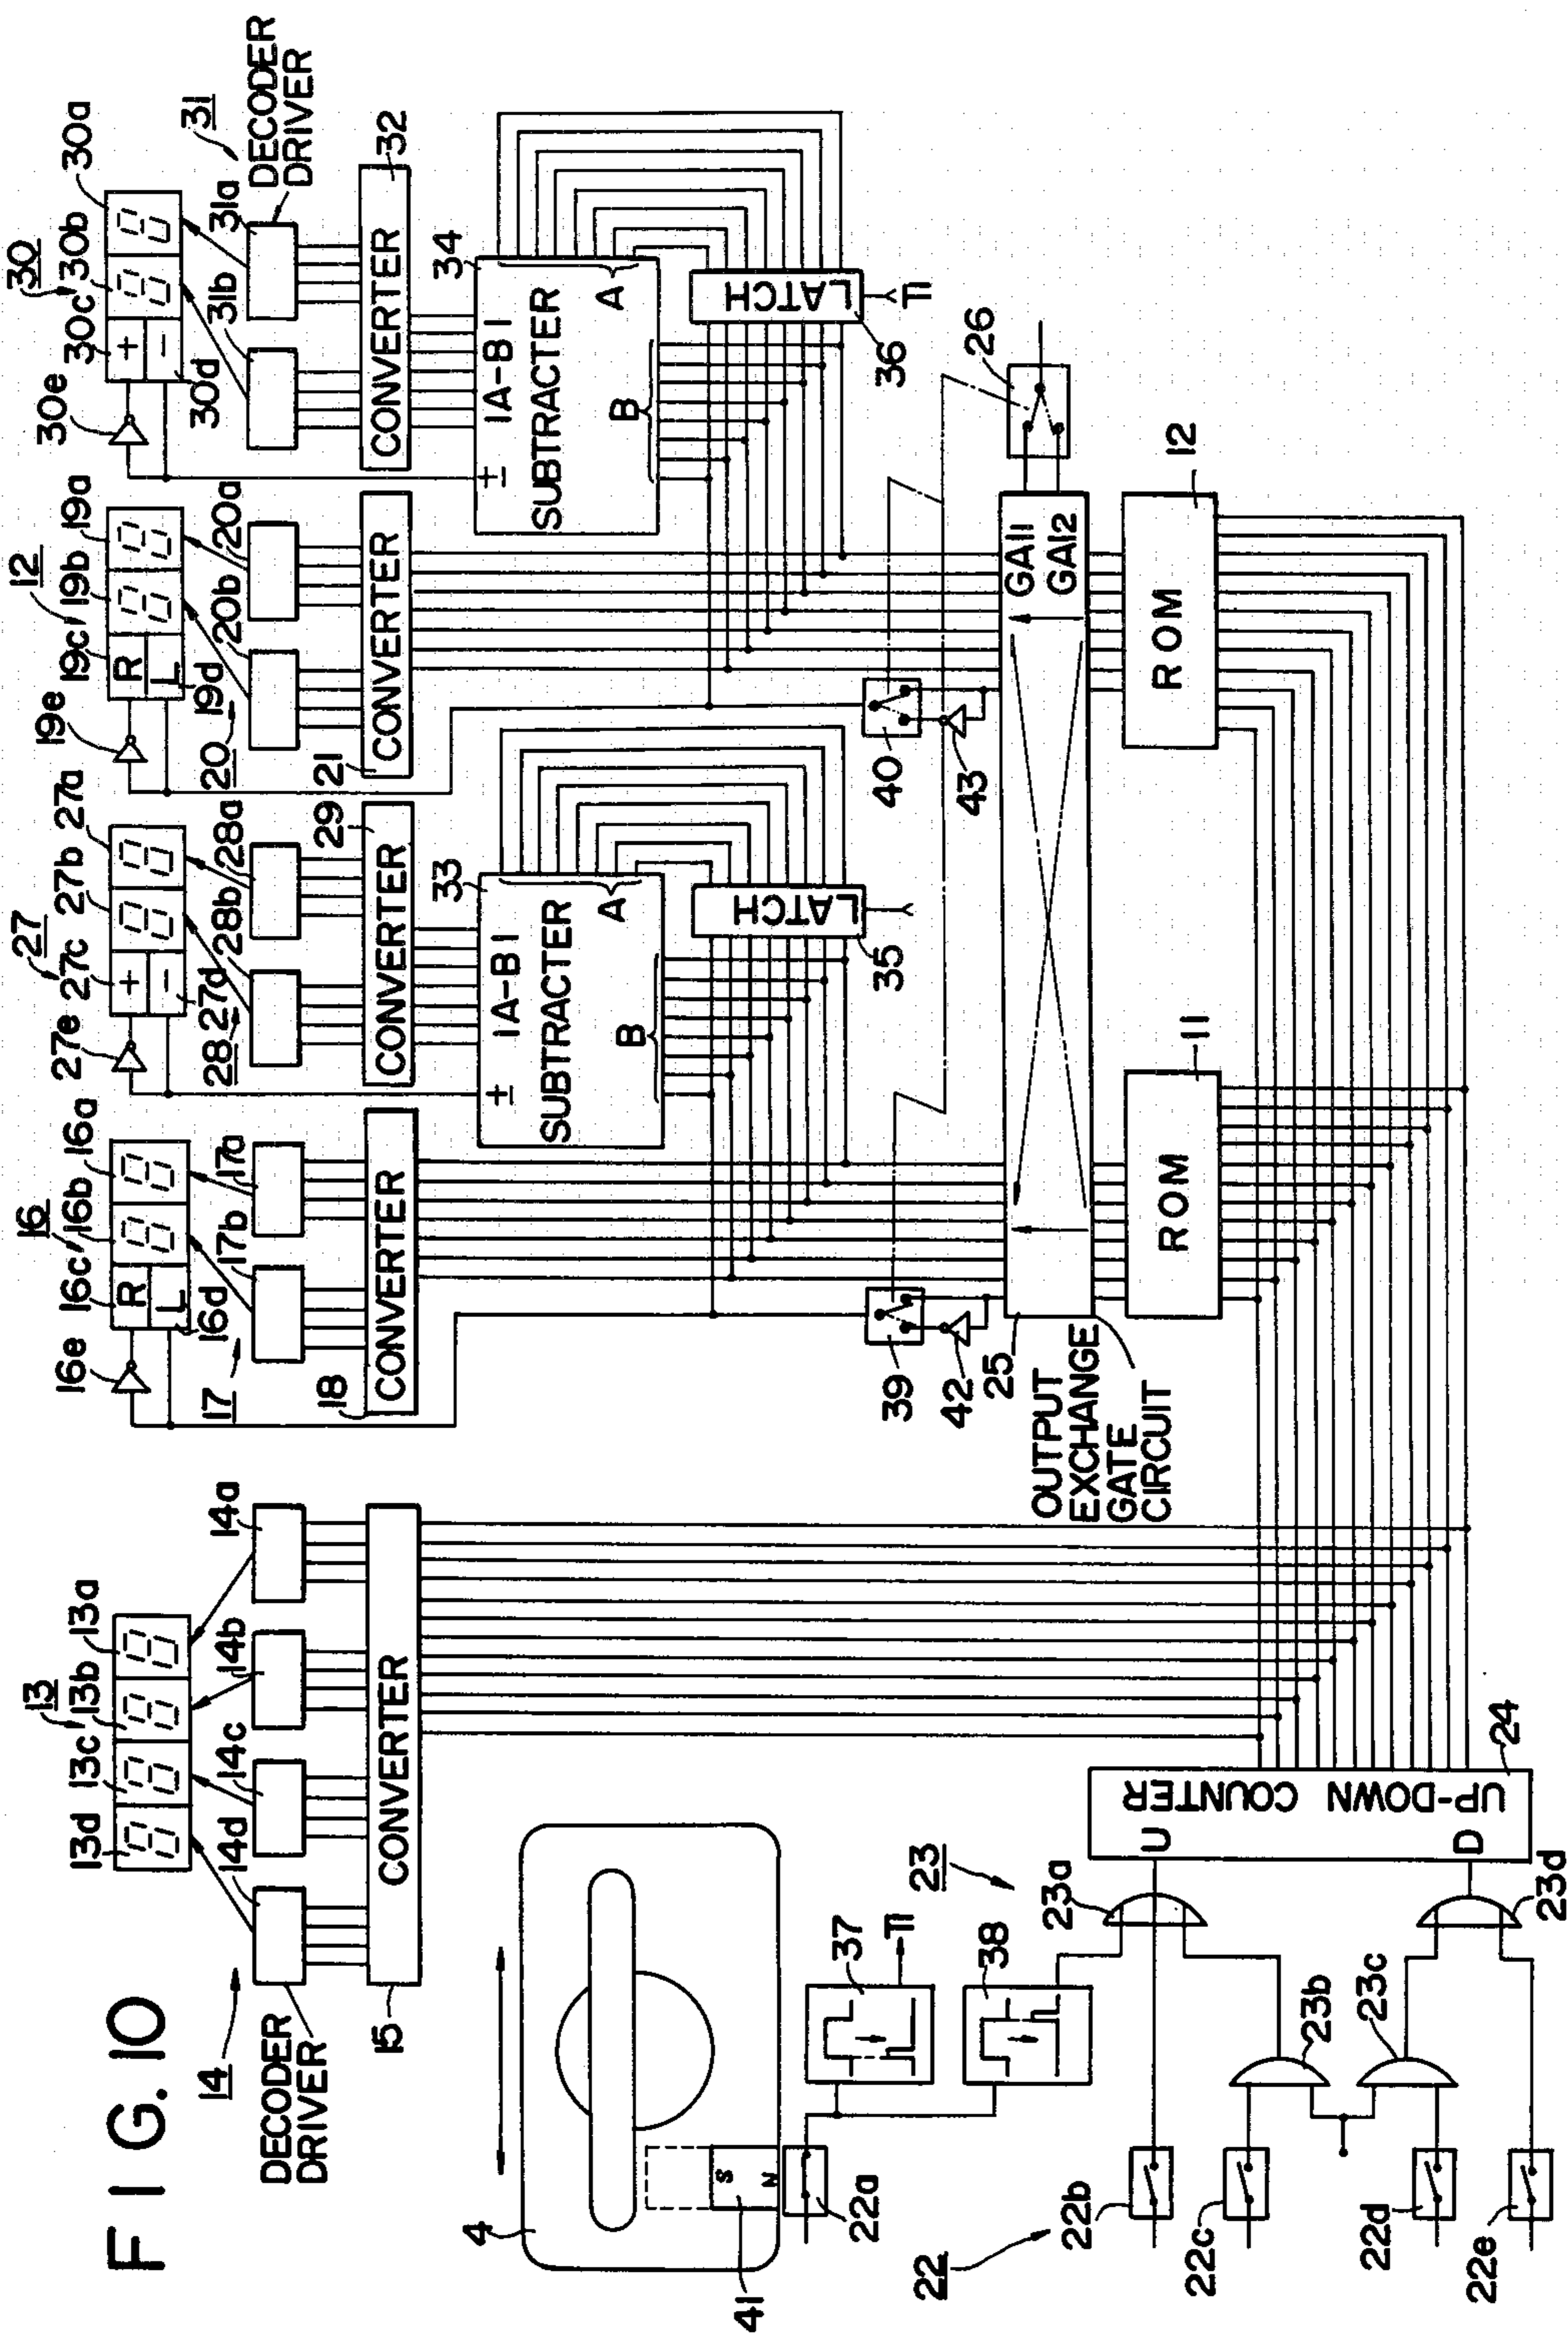 FIG. 10
13
13d 13c 13b 13a
14
DECODER
DRIVER
14d 14c 14b 14a
15
CONVERTER
16
16e 16c 16b 16a
R
L
16d
17
17b 17a
18
CONVERTER
27
27e 27c 27b 27a
+
−
27d
28
28b 28a
29
CONVERTER
12
19e 19c 19b 19a
R
L
19d
20
20b 20a
21
CONVERTER
30
30e 30c 30b 30a
+
−
30d
31
31b 31a
DECODER
DRIVER
32
CONVERTER
33
± IA-BI
SUBTRACTER
A
B
LATCH
35
34
± IA-BI
SUBTRACTER
A
B
LATCH
36
T1
4
S
N
41
22a
37
T1
38
39
42
40
43
25
OUTPUT
EXCHANGE
GATE
CIRCUIT
GA11
GA12
26
ROM
11
ROM
12
22
22b
22c
22d
22e
23
23a
23b
23c
23d
U
D
UP-DOWN COUNTER
24